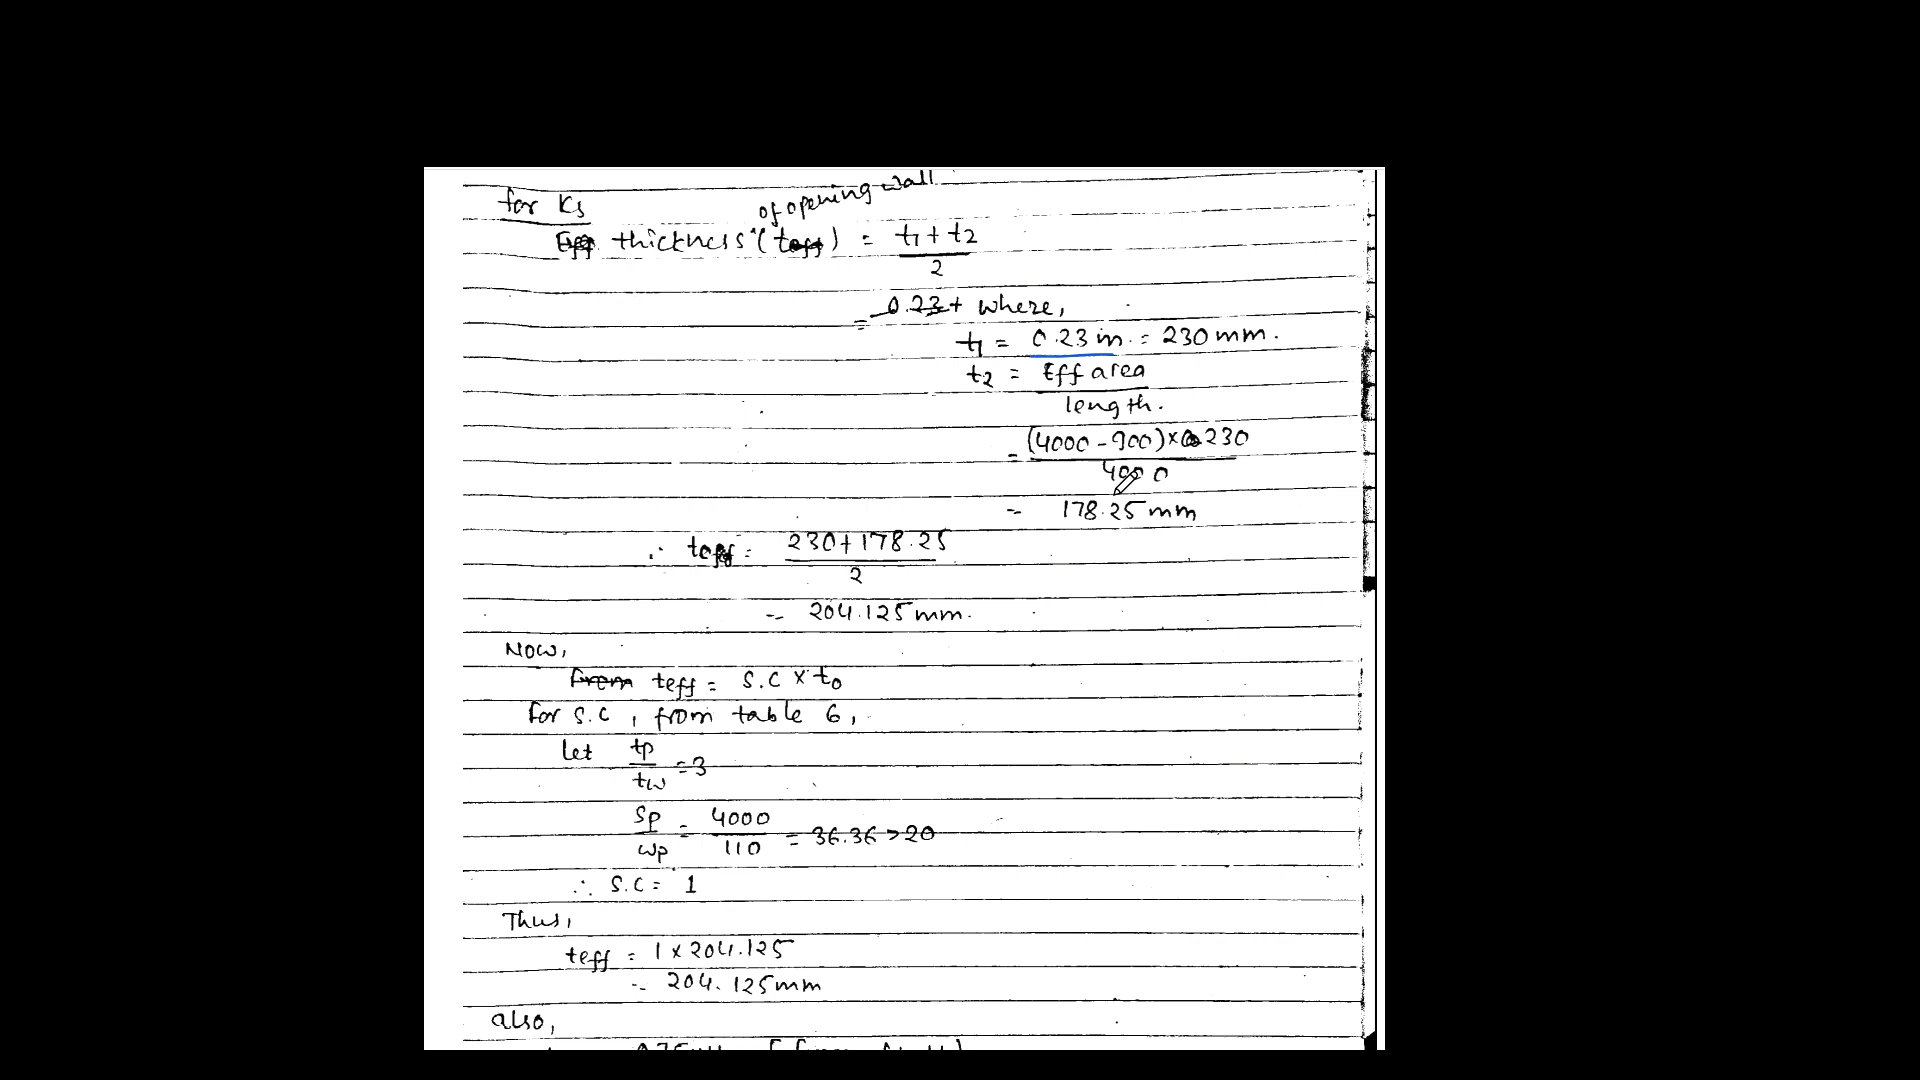 for Ks
of opening wall
Eff thickness (teff) = t1 + t2
2
= 0.23 + where,
t1 = 0.23 m. = 230 mm.
t2 = Eff area
length.
= (4000 - 900) x 230
4000
= 178.25 mm
∴ to = 230 + 178.25
2
= 204.125 mm.
Now,
From teff = S.C x to
For S.C, from table 6,
let tp
tw = 3
Sp
wp = 4000
110 = 36.36 > 20
∴ S.C = 1
Thus,
teff = 1 x 204.125
= 204.125 mm
also,